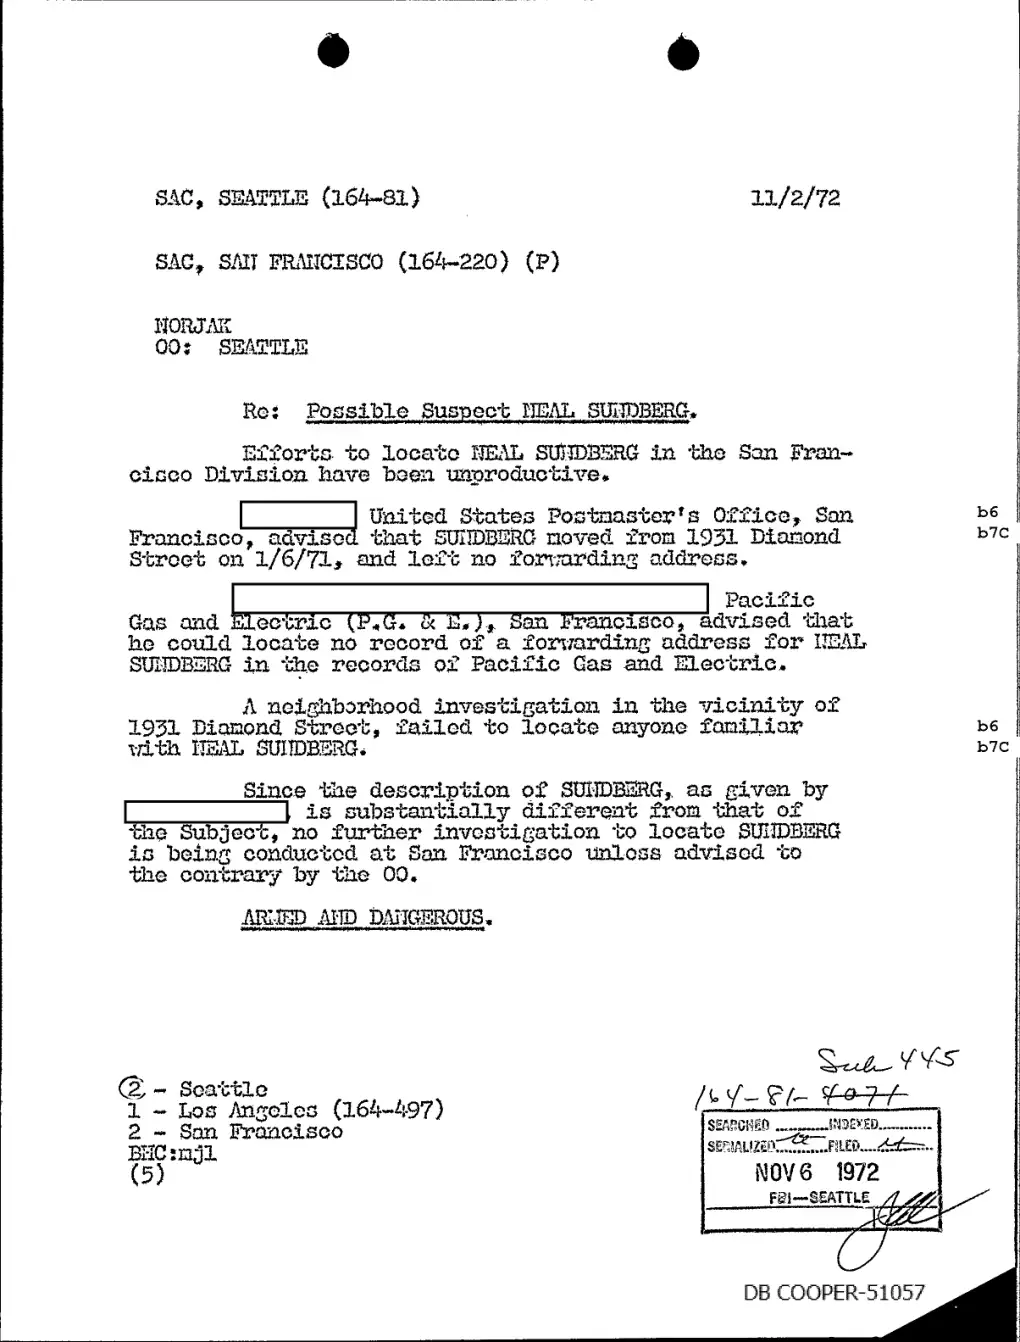 SAC, SEATTLE (164-81) 11/2/72
SAC, SAN FRANCISCO (164-220) (P)
NORJAK
OO: SEATTLE
Re: Possible Suspect NEAL SUNDBERG.
Efforts to locate NEAL SUNDBERG in the San Fran-
cisco Division have been unproductive.
United States Postmaster's Office, San
Francisco, advised that SUNDBERG moved from 1931 Diamond
Street on 1/6/71, and left no forwarding address.
b6
b7C
Pacific
Gas and Electric (P.G. & E.), San Francisco, advised that
he could locate no record of a forwarding address for NEAL
SUNDBERG in the records of Pacific Gas and Electric.
A neighborhood investigation in the vicinity of
1931 Diamond Street, failed to locate anyone familiar
with NEAL SUNDBERG.
b6
b7C
Since the description of SUNDBERG, as given by
, is substantially different from that of
the Subject, no further investigation to locate SUNDBERG
is being conducted at San Francisco unless advised to
the contrary by the OO.
ARMED AND DANGEROUS.
Sub 445
2 - Seattle
1 - Los Angeles (164-497)
2 - San Francisco
BHC:mjl
(5)
164-81-4071
SEARCHED INDEXED
SERIALIZED FILED
NOV 6 1972
FBI—SEATTLE
DB COOPER-51057